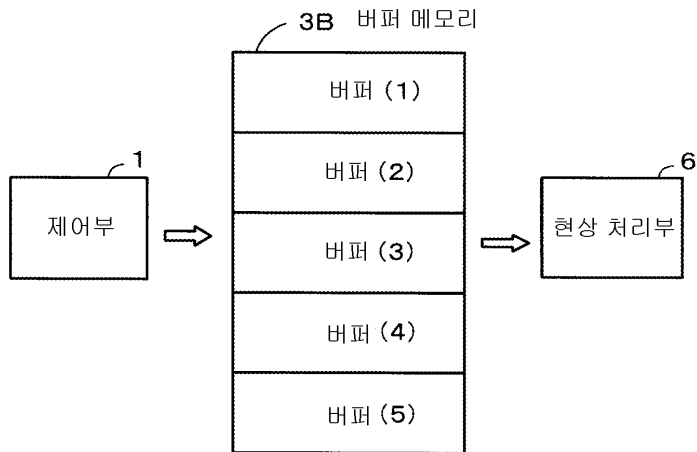 3B 버퍼 메모리
버퍼 (1)
1
제어부
버퍼 (2)
버퍼 (3)
버퍼 (4)
버퍼 (5)
6
현상 처리부